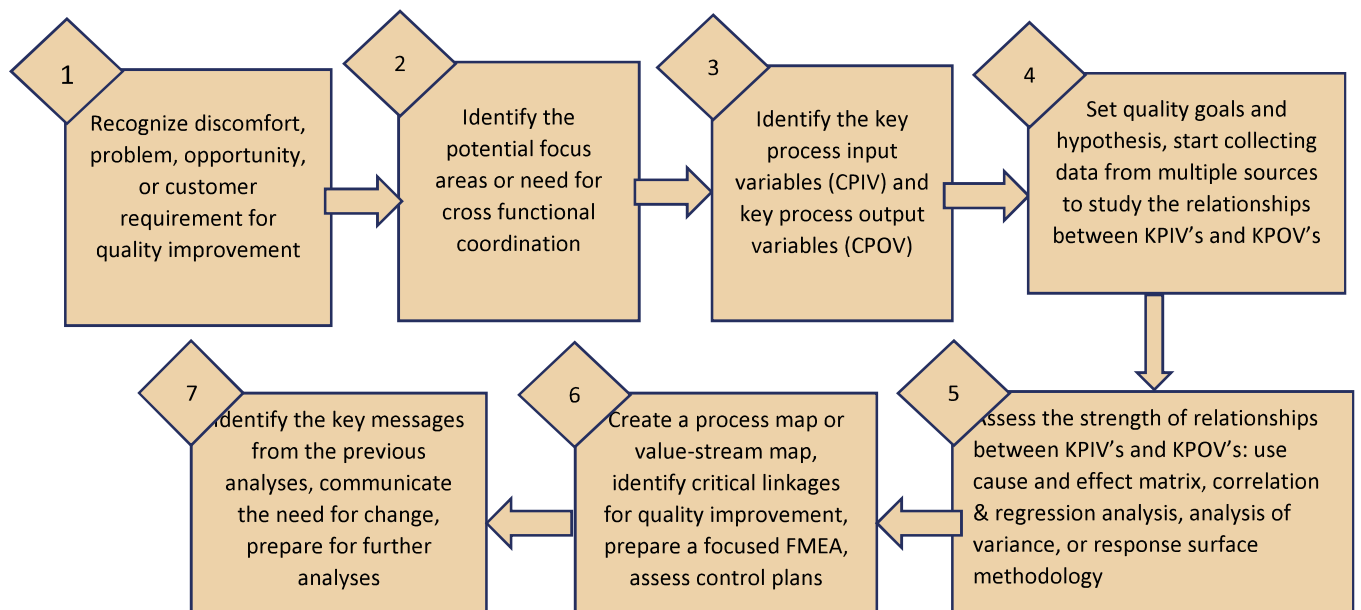 1
Recognize discomfort,
problem, opportunity,
or customer
requirement for
quality improvement
2
Identify the
potential focus
areas or need for
cross functional
coordination
3
Identify the key
process input
variables (CPIV) and
key process output
variables (CPOV)
4
Set quality goals and
hypothesis, start collecting
data from multiple sources
to study the relationships
between KPIV's and KPOV's
5
Assess the strength of relationships
between KPIV's and KPOV's: use
cause and effect matrix, correlation
& regression analysis, analysis of
variance, or response surface
methodology
6
Create a process map or
value-stream map,
identify critical linkages
for quality improvement,
prepare a focused FMEA,
assess control plans
7
Identify the key messages
from the previous
analyses, communicate
the need for change,
prepare for further
analyses